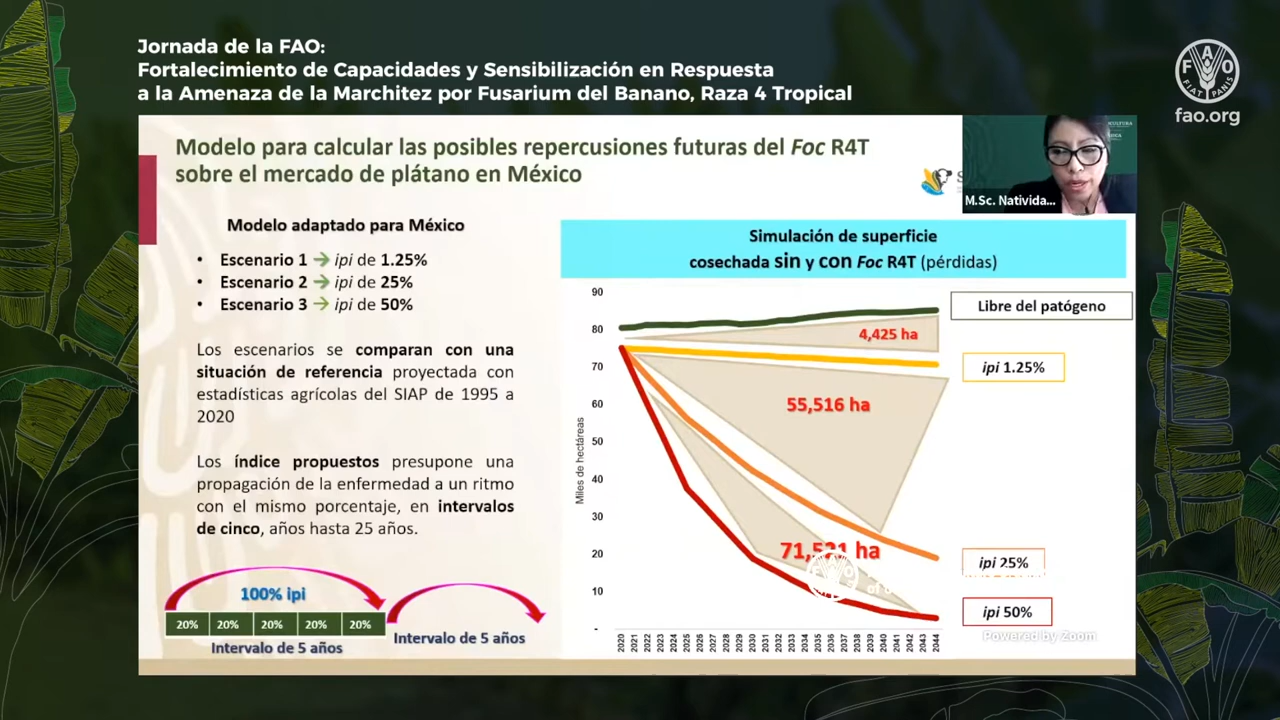 Jornada de la FAO:
Fortalecimiento de Capacidades y Sensibilización en Respuesta
a la Amenaza de la Marchitez por Fusarium del Banano, Raza 4 Tropical
FAO
FIAT PANIS
fao.org
Modelo para calcular las posibles repercusiones futuras del Foc R4T
sobre el mercado de plátano en México
M.Sc. Nativida...
Modelo adaptado para México
• Escenario 1 → ipi de 1.25%
• Escenario 2 → ipi de 25%
• Escenario 3 → ipi de 50%
Los escenarios se comparan con una
situación de referencia proyectada con
estadísticas agrícolas del SIAP de 1995 a
2020
Los índice propuestos presupone una
propagación de la enfermedad a un ritmo
con el mismo porcentaje, en intervalos
de cinco, años hasta 25 años.
100% ipi
20% 20% 20% 20% 20%
Intervalo de 5 años
Intervalo de 5 años
Simulación de superficie
cosechada sin y con Foc R4T (pérdidas)
Miles de hectáreas
90
80
70
60
50
40
30
20
10
-
2020 2021 2022 2023 2024 2025 2026 2027 2028 2029 2030 2031 2032 2033 2034 2035 2036 2037 2038 2039 2040 2041 2042 2043 2044
4,425 ha
55,516 ha
ha
Libre del patógeno
ipi 1.25%
ipi 25%
ipi 50%
Powered by Zoom